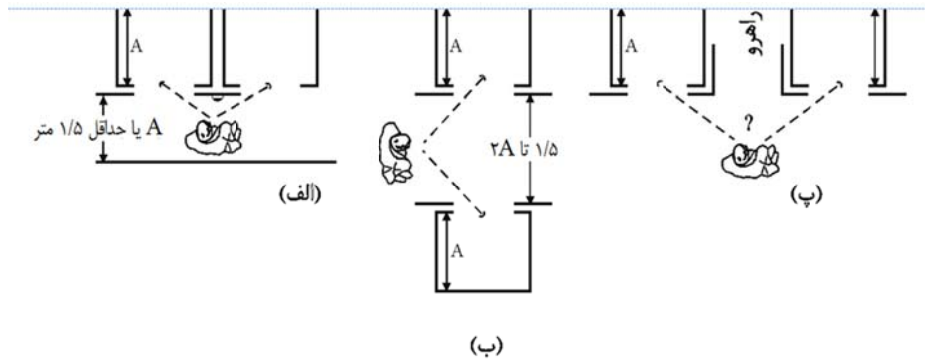 A
A
A
A
راهرو
A یا حداقل ۱/۵ متر
۱/۵ تا ۲A
?
(الف)
(پ)
A
(ب)